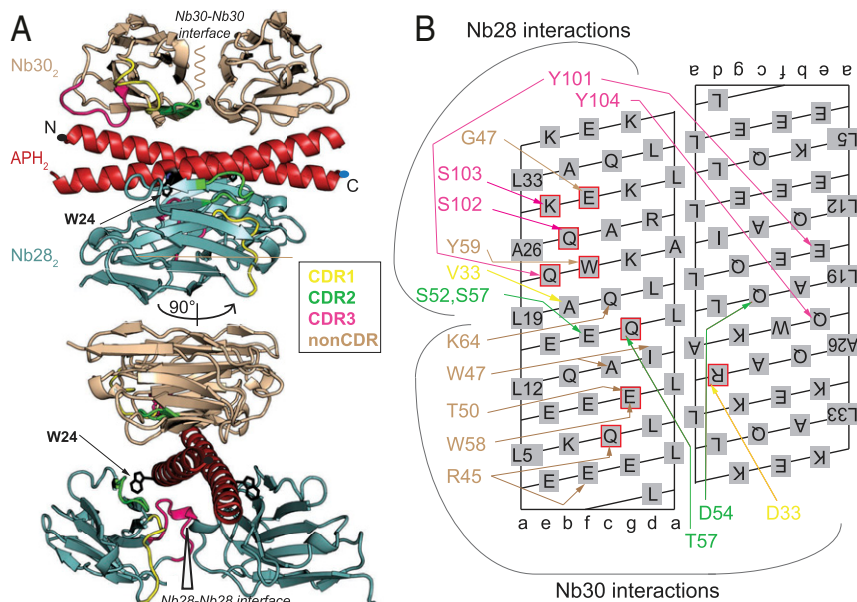 A
Nb30-Nb30
interface
Nb30₂
N
APH₂
C
W24
Nb28₂
CDR1
CDR2
CDR3
nonCDR
90°
W24
Nb28-Nb28 interface
B
Nb28 interactions
Y101
Y104
G47
S103
S102
Y59
V33
S52,S57
K64
W47
T50
W58
R45
K E K
L33 A Q L
K E K L
A26 Q A R
Q W K A
L19 A Q L
E E Q L
L12 Q A I
E E E L
L5 K Q L
E E E L
L
a e b f c g d a
a d g c f b e a
L
L E E E
L Q K L5
L E E E
I A Q L12
L Q E E
L Q A L19
A K W Q
R Q A A26
L K E K
L Q A L33
K E K
D54
D33
T57
Nb30 interactions